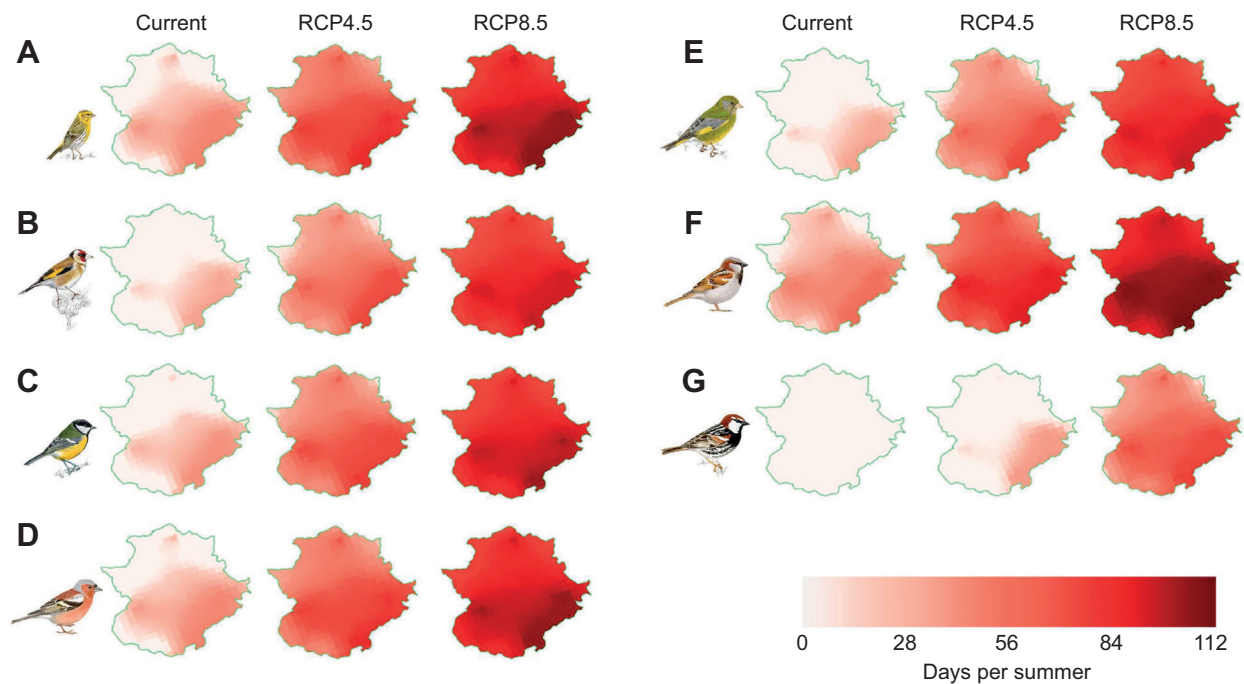 Current RCP4.5 RCP8.5
A
B
C
D
Current RCP4.5 RCP8.5
E
F
G
0 28 56 84 112
Days per summer